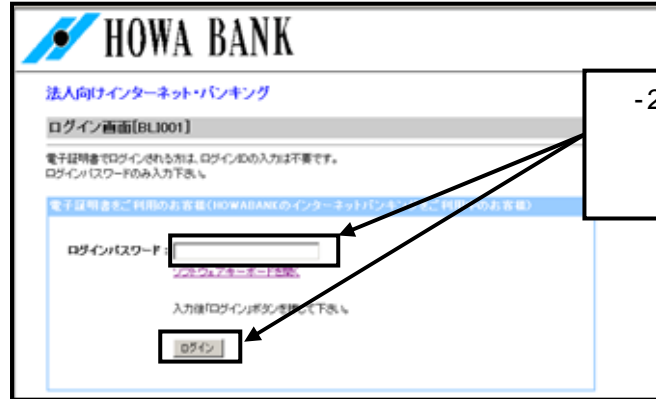 HOWA BANK
法人向けインターネット・バンキング
ログイン画面[BLI001]
電子証明書でログインされる方は、ログインIDの入力は不要です。
ログインパスワードのみ入力下さい。
電子証明書をご利用のお客様(HOWABANKのインターネットバンキングをご利用のお客様)
ログインパスワード：
ソフトウェアキーボードを開く
入力後「ログイン」ボタンを押して下さい。
ログイン
-2